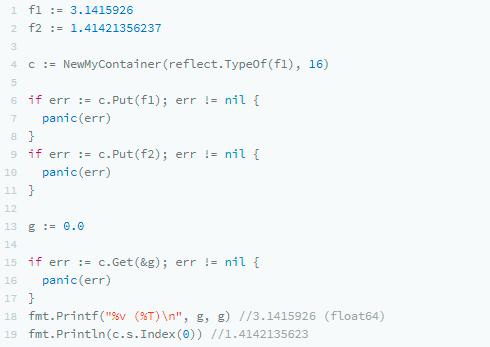 1 f1 := 3.1415926
2 f2 := 1.41421356237
3
4 c := NewMyContainer(reflect.TypeOf(f1), 16)
5
6 if err := c.Put(f1); err != nil {
7   panic(err)
8 }
9 if err := c.Put(f2); err != nil {
10   panic(err)
11 }
12
13 g := 0.0
14
15 if err := c.Get(&g); err != nil {
16   panic(err)
17 }
18 fmt.Printf("%v (%T)\n", g, g) //3.1415926 (float64)
19 fmt.Println(c.s.Index(0)) //1.4142135623